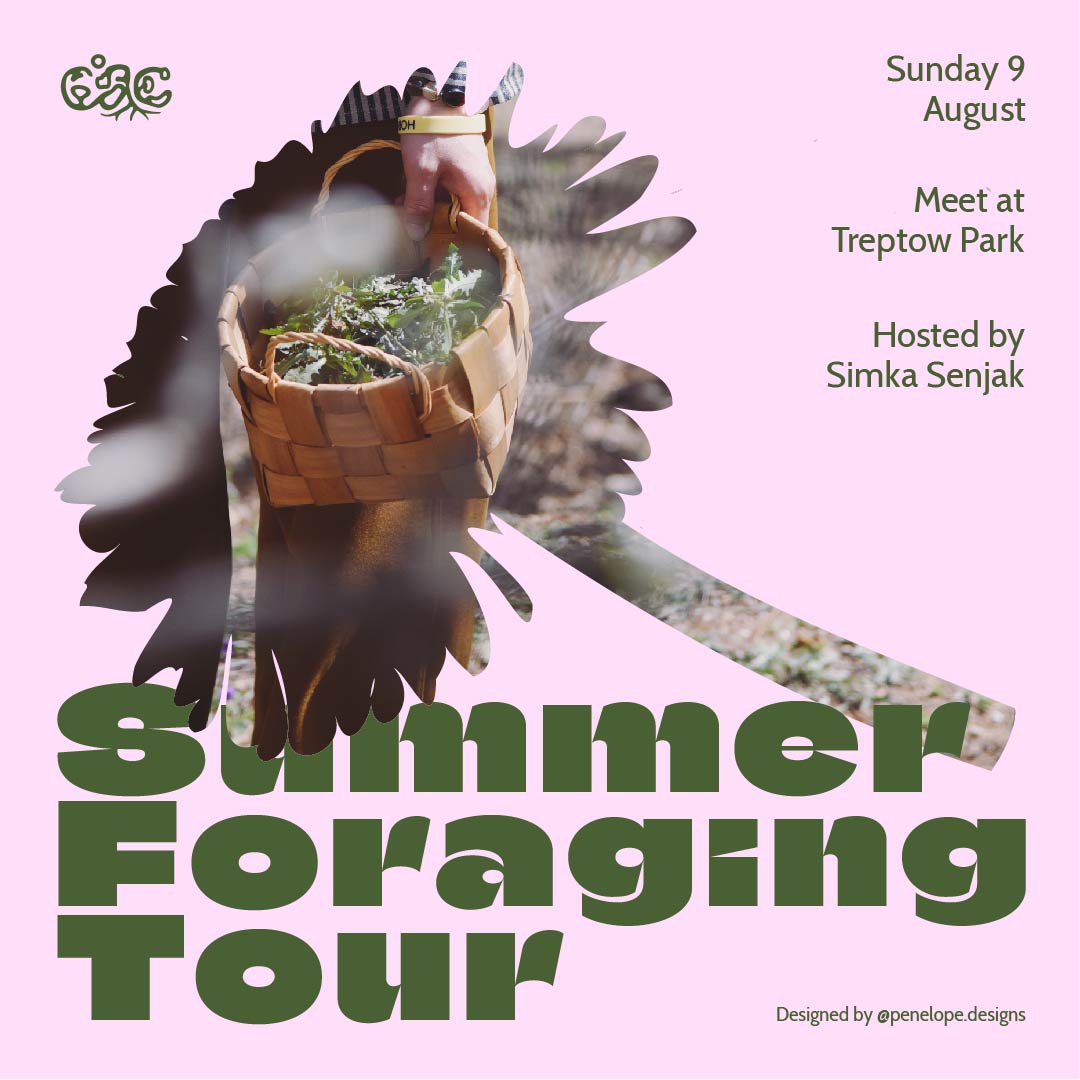 Sunday 9
August
Meet at
Treptow Park
Hosted by
Simka Senjak
Summer
Foraging
Tour
Designed by @penelope.designs